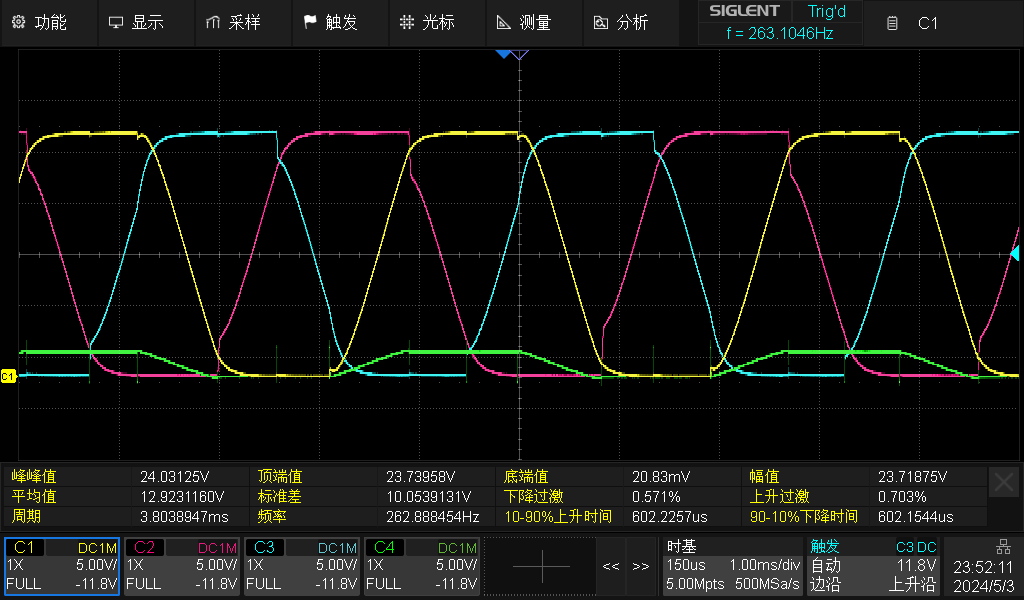 功能 显示 采样 触发 光标 测量 分析 SIGLENT Trig'd C1
f = 263.1046Hz
C1
峰峰值 24.03125V 顶端值 23.73958V 底端值 20.83mV 幅值 23.71875V
平均值 12.9231160V 标准差 10.0539131V 下降过激 0.571% 上升过激 0.703%
周期 3.8038947ms 频率 262.888454Hz 10-90%上升时间 602.2257us 90-10%下降时间 602.1544us
C1 DC1M C2 DC1M C3 DC1M C4 DC1M 时基 触发 C3 DC
1X 5.00V/ 1X 5.00V/ 1X 5.00V/ 1X 5.00V/ << >> 150us 1.00ms/div 自动 11.8V 23:52:11
FULL -11.8V FULL -11.8V FULL -11.8V FULL -11.8V 5.00Mpts 500MSa/s 边沿 上升沿 2024/5/3